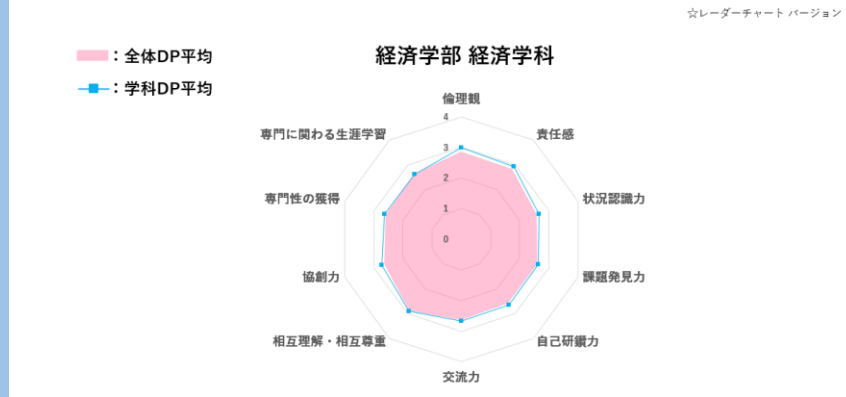 ☆レーダーチャート バージョン
：全体DP平均
：学科DP平均
経済学部 経済学科
倫理観
責任感
状況認識力
課題発見力
自己研鑽力
交流力
相互理解・相互尊重
協創力
専門性の獲得
専門に関わる生涯学習
4
3
2
1
0